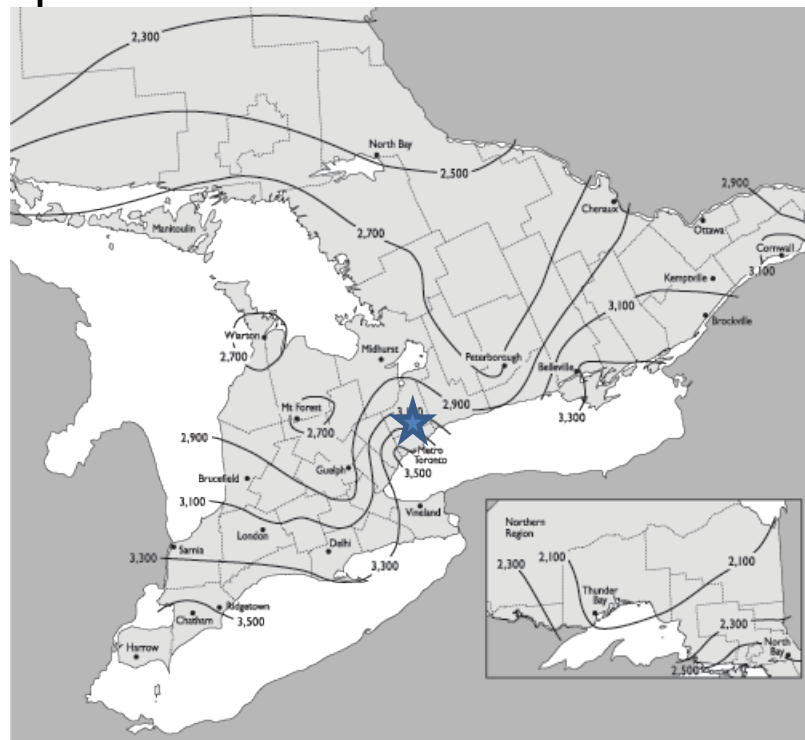 2,300
North Bay
2,500
2,900
Chenaux
Ottawa
2,700
Manitoulin
Cornwall
3,100
Kemptville
3,100
Brockville
Wiarton
2,700
Midhurst
Peterborough
Belleville
Mt Forest
2,700
2,900
3,300
2,900
Metro
Toronto
3,500
Guelph
Brucefield
3,100
Vineland
London
Delhi
Sarnia
3,300
3,300
Ridgetown
Chatham
3,500
Harrow
Northern
Region
2,300
2,100
2,100
Thunder
Bay
2,300
North
Bay
2,500